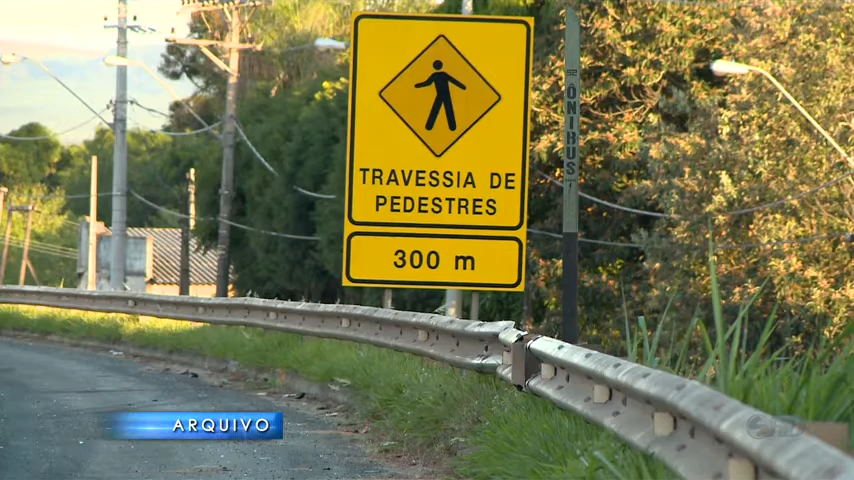 TRAVESSIA DE
PEDESTRES
300 m
ÔNIBUS
ARQUIVO